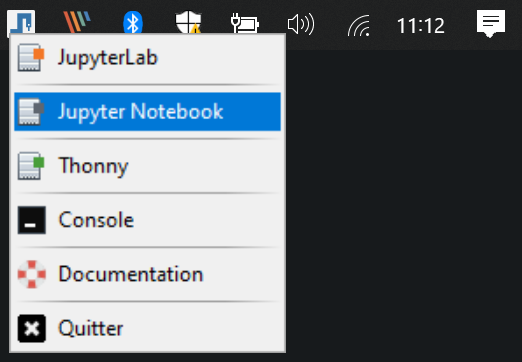 11:12
JupyterLab
Jupyter Notebook
Thonny
Console
Documentation
Quitter